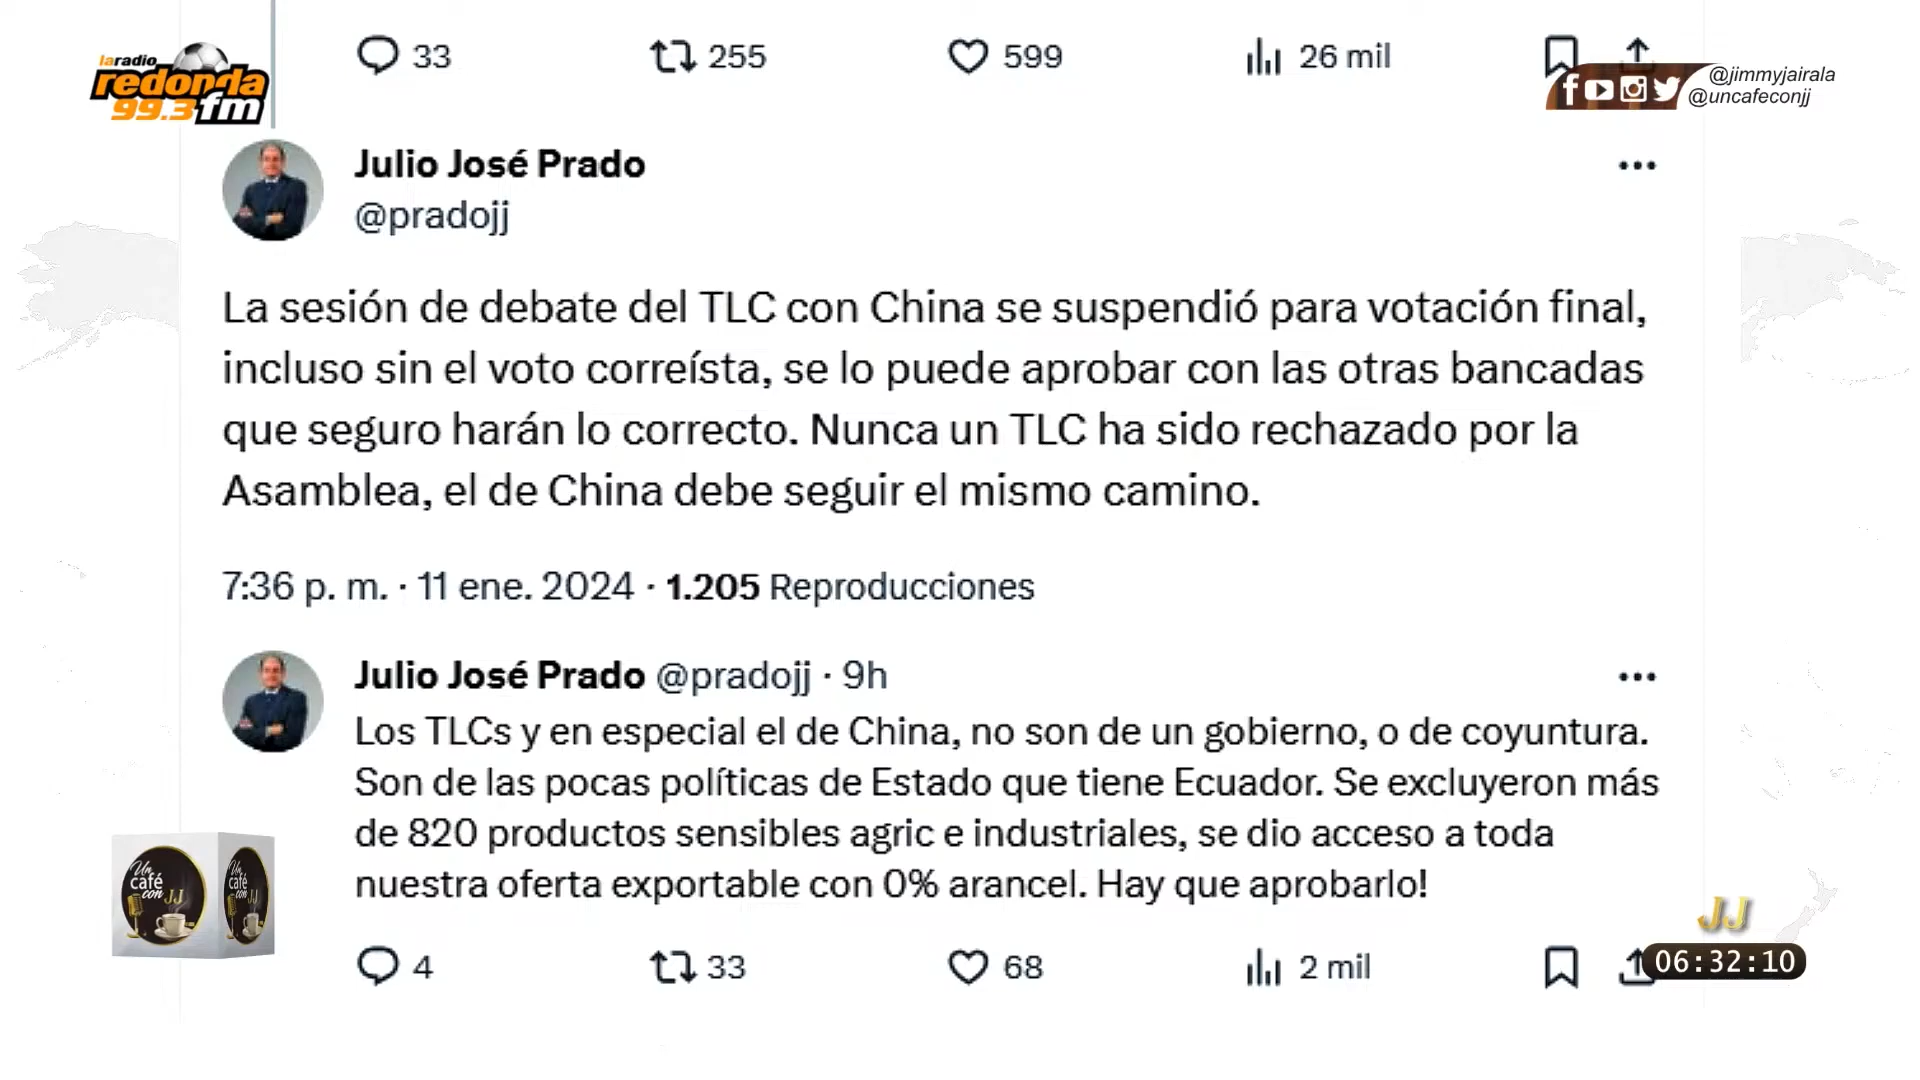 33 255 599 26 mil
laradio
redonda
99.3fm
@jimmyjairala
@uncafeconjj
Julio José Prado
@pradojj
La sesión de debate del TLC con China se suspendió para votación final,
incluso sin el voto correísta, se lo puede aprobar con las otras bancadas
que seguro harán lo correcto. Nunca un TLC ha sido rechazado por la
Asamblea, el de China debe seguir el mismo camino.
7:36 p. m. · 11 ene. 2024 · 1.205 Reproducciones
Julio José Prado @pradojj · 9h
Los TLCs y en especial el de China, no son de un gobierno, o de coyuntura.
Son de las pocas políticas de Estado que tiene Ecuador. Se excluyeron más
de 820 productos sensibles agric e industriales, se dio acceso a toda
nuestra oferta exportable con 0% arancel. Hay que aprobarlo!
Un
café
con JJ
Un
café
con JJ
4 33 68 2 mil
JJ
06:32:10